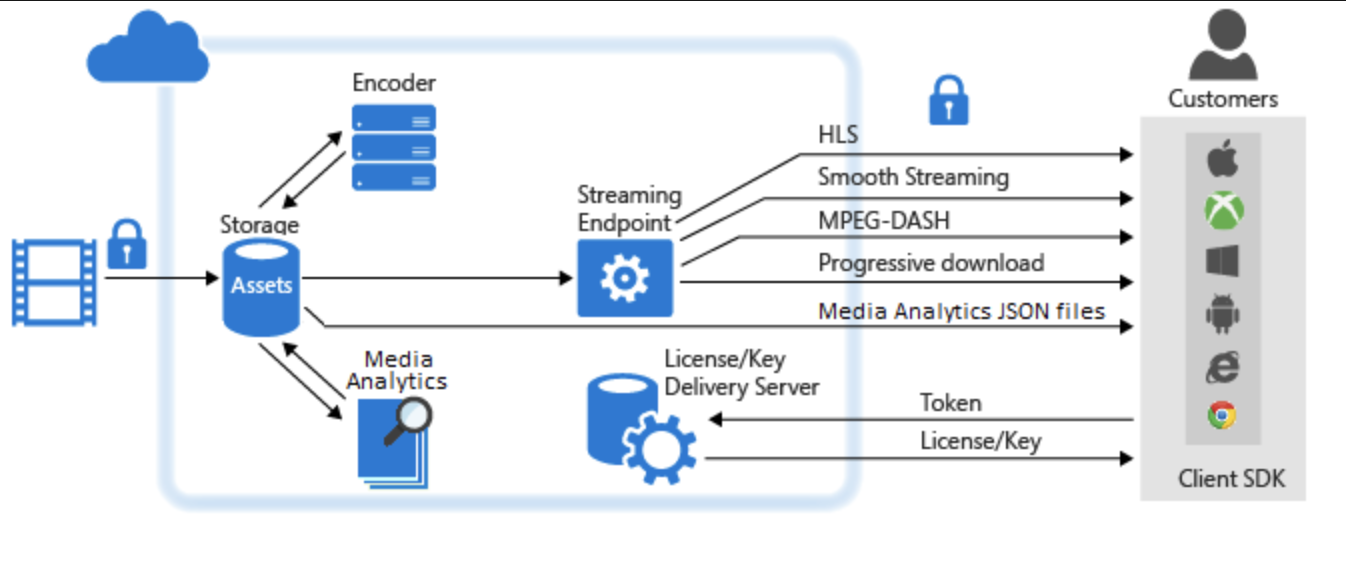 Encoder
Customers
HLS
Smooth Streaming
Streaming
Endpoint
MPEG-DASH
Storage
Progressive download
Assets
Media Analytics JSON files
Media
Analytics
License/Key
Delivery Server
Token
License/Key
Client SDK